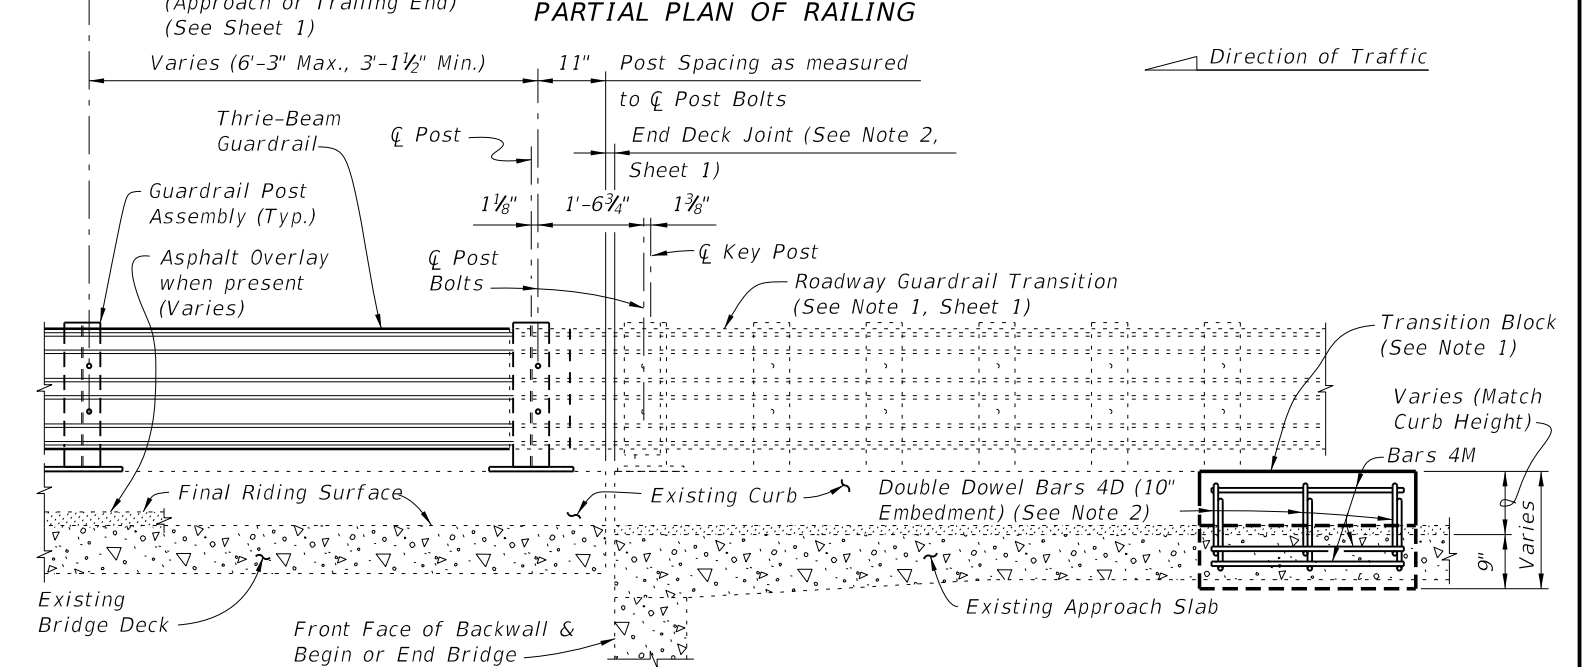 (Approach or Trailing End)
(See Sheet 1)
PARTIAL PLAN OF RAILING
Varies (6'-3" Max., 3'-1½" Min.)
11"
Post Spacing as measured
to ℄ Post Bolts
Direction of Traffic
Thrie-Beam
Guardrail
℄ Post
End Deck Joint (See Note 2,
Sheet 1)
Guardrail Post
Assembly (Typ.)
1⅛"
1'-6¾"
1⅜"
Asphalt Overlay
when present
(Varies)
℄ Post
Bolts
℄ Key Post
Roadway Guardrail Transition
(See Note 1, Sheet 1)
Transition Block
(See Note 1)
Varies (Match
Curb Height)
Bars 4M
Final Riding Surface
Existing Curb
Double Dowel Bars 4D (10"
Embedment) (See Note 2)
9"
Varies
Existing
Bridge Deck
Existing Approach Slab
Front Face of Backwall &
Begin or End Bridge